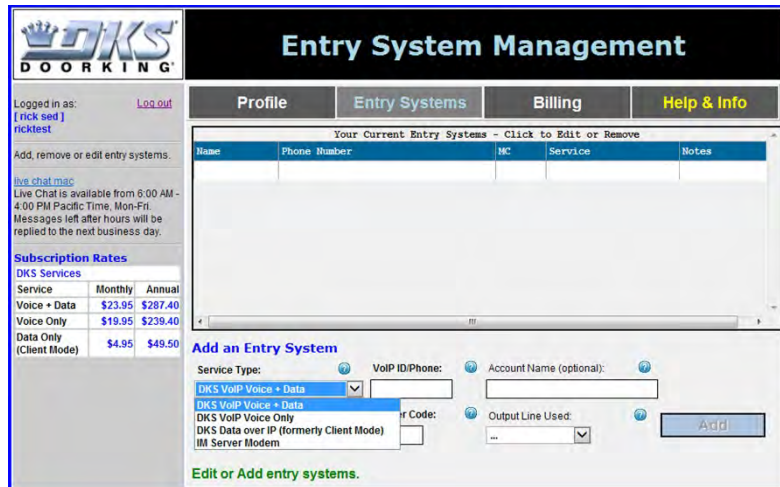 DKS
DOORKING
Entry System Management
Logged in as: Log out
[ rick sed ]
ricktest
Add, remove or edit entry systems.
live chat mac
Live Chat is available from 6:00 AM -
4:00 PM Pacific Time, Mon-Fri.
Messages left after hours will be
replied to the next business day.
Subscription Rates
DKS Services
Service Monthly Annual
Voice + Data $23.95 $287.40
Voice Only $19.95 $239.40
Data Only
(Client Mode) $4.95 $49.50
Profile Entry Systems Billing Help & Info
Your Current Entry Systems - Click to Edit or Remove
Name Phone Number MC Service Notes
Add an Entry System
Service Type: VoIP ID/Phone: Account Name (optional):
DKS VoIP Voice + Data
DKS VoIP Voice + Data
DKS VoIP Voice Only
DKS Data over IP (formerly Client Mode)
IM Server Modem
Code: Output Line Used:
...
Add
Edit or Add entry systems.